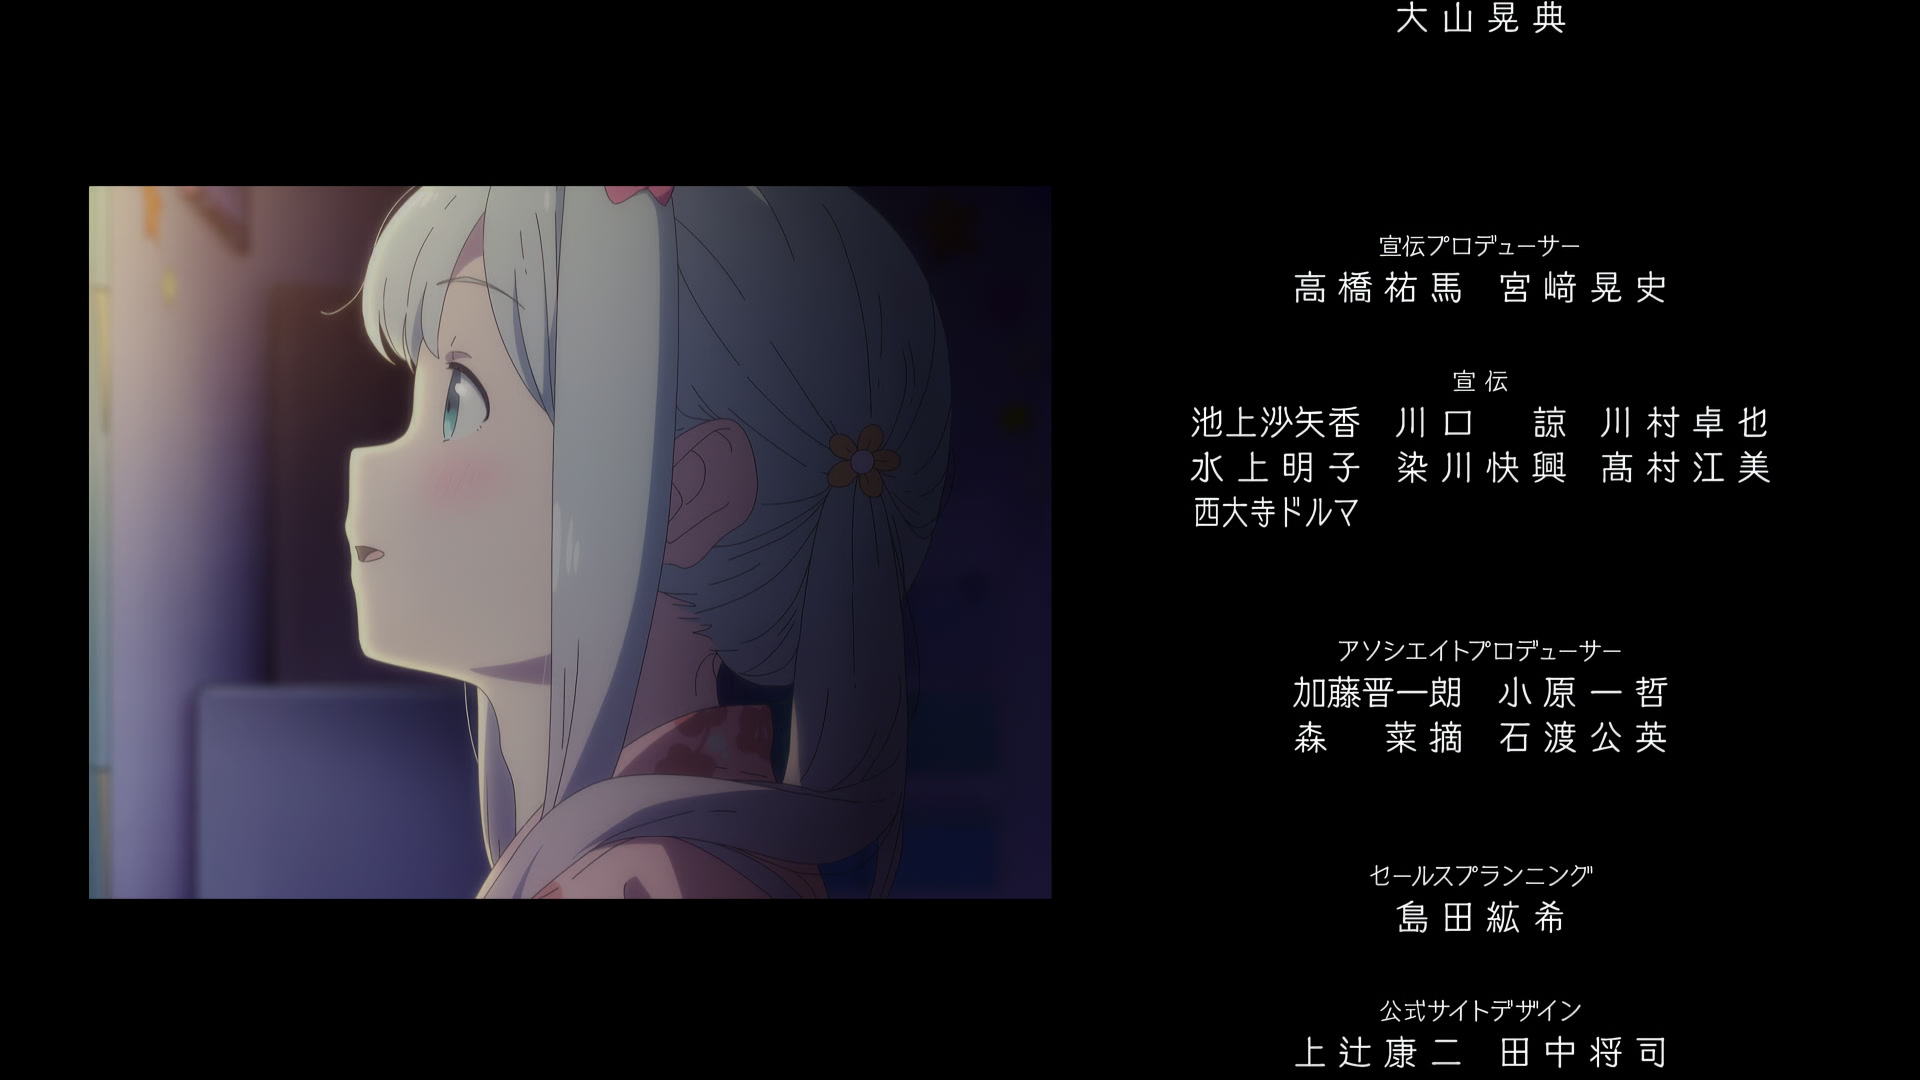 大山晃典
宣伝プロデューサー
高橋祐馬　宮﨑晃史
宣伝
池上沙矢香　川口　諒　川村卓也
水上明子　染川快興　髙村江美
西大寺ドルマ
アソシエイトプロデューサー
加藤晋一朗　小原一哲
森　菜摘　石渡公英
セールスプランニング
島田紘希
公式サイトデザイン
上辻康二　田中将司